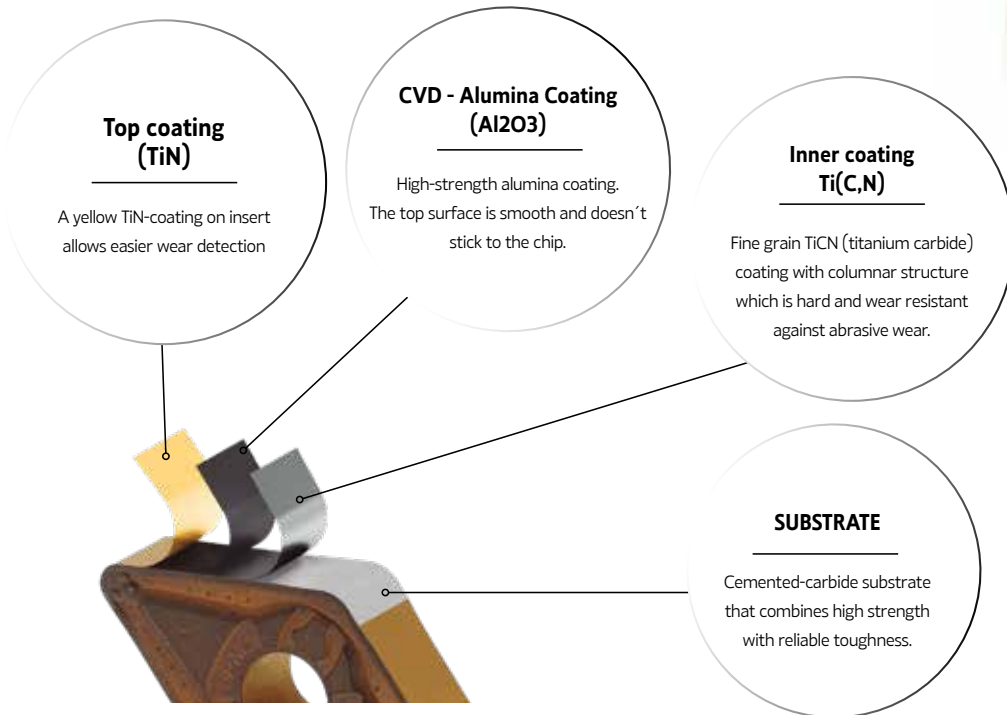 Top coating
(TiN)
A yellow TiN-coating on insert
allows easier wear detection
CVD - Alumina Coating
(Al2O3)
High-strength alumina coating.
The top surface is smooth and doesn´t
stick to the chip.
Inner coating
Ti(C,N)
Fine grain TiCN (titanium carbide)
coating with columnar structure
which is hard and wear resistant
against abrasive wear.
SUBSTRATE
Cemented-carbide substrate
that combines high strength
with reliable toughness.